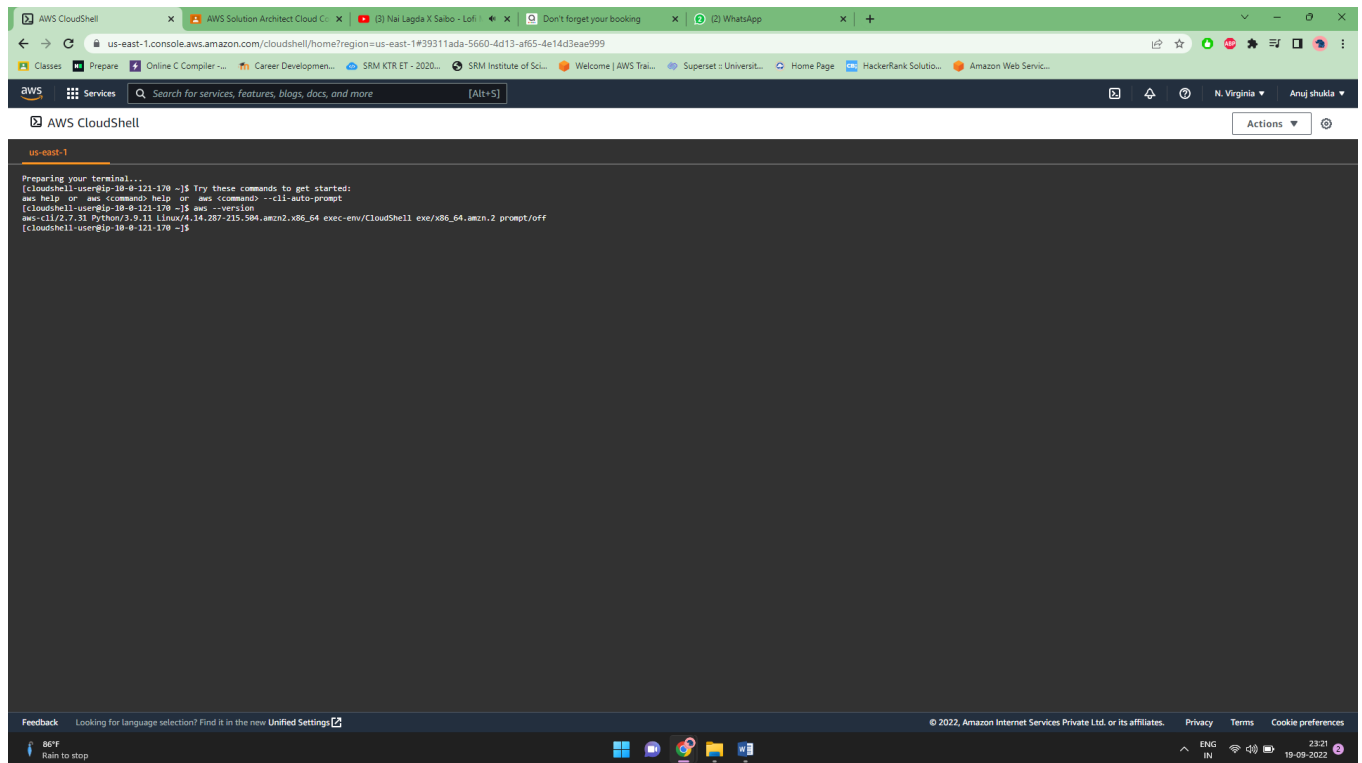 AWS CloudShell
AWS Solution Architect Cloud Co
(3) Nai Lagda X Saibo - Lofi
Don't forget your booking
(2) WhatsApp
us-east-1.console.aws.amazon.com/cloudshell/home?region=us-east-1#39311ada-5660-4d13-af65-4e14d3eae999
Classes
Prepare
Online C Compiler -...
Career Developmen...
SRM KTR ET - 2020...
SRM Institute of Sci...
Welcome | AWS Trai...
Superset :: Universit...
Home Page
HackerRank Solutio...
Amazon Web Servic...
aws
Services
Search for services, features, blogs, docs, and more
[Alt+S]
N. Virginia ▼
Anuj shukla ▼
AWS CloudShell
Actions ▼
us-east-1
Preparing your terminal...
[cloudshell-user@ip-10-0-121-170 ~]$ Try these commands to get started:
aws help or aws <command> help or aws <command> --cli-auto-prompt
[cloudshell-user@ip-10-0-121-170 ~]$ aws --version
aws-cli/2.7.31 Python/3.9.11 Linux/4.14.287-215.504.amzn2.x86_64 exec-env/CloudShell exe/x86_64.amzn.2 prompt/off
[cloudshell-user@ip-10-0-121-170 ~]$
Feedback
Looking for language selection? Find it in the new Unified Settings
© 2022, Amazon Internet Services Private Ltd. or its affiliates.
Privacy
Terms
Cookie preferences
86°F
Rain to stop
ENG
IN
23:21
19-09-2022
2